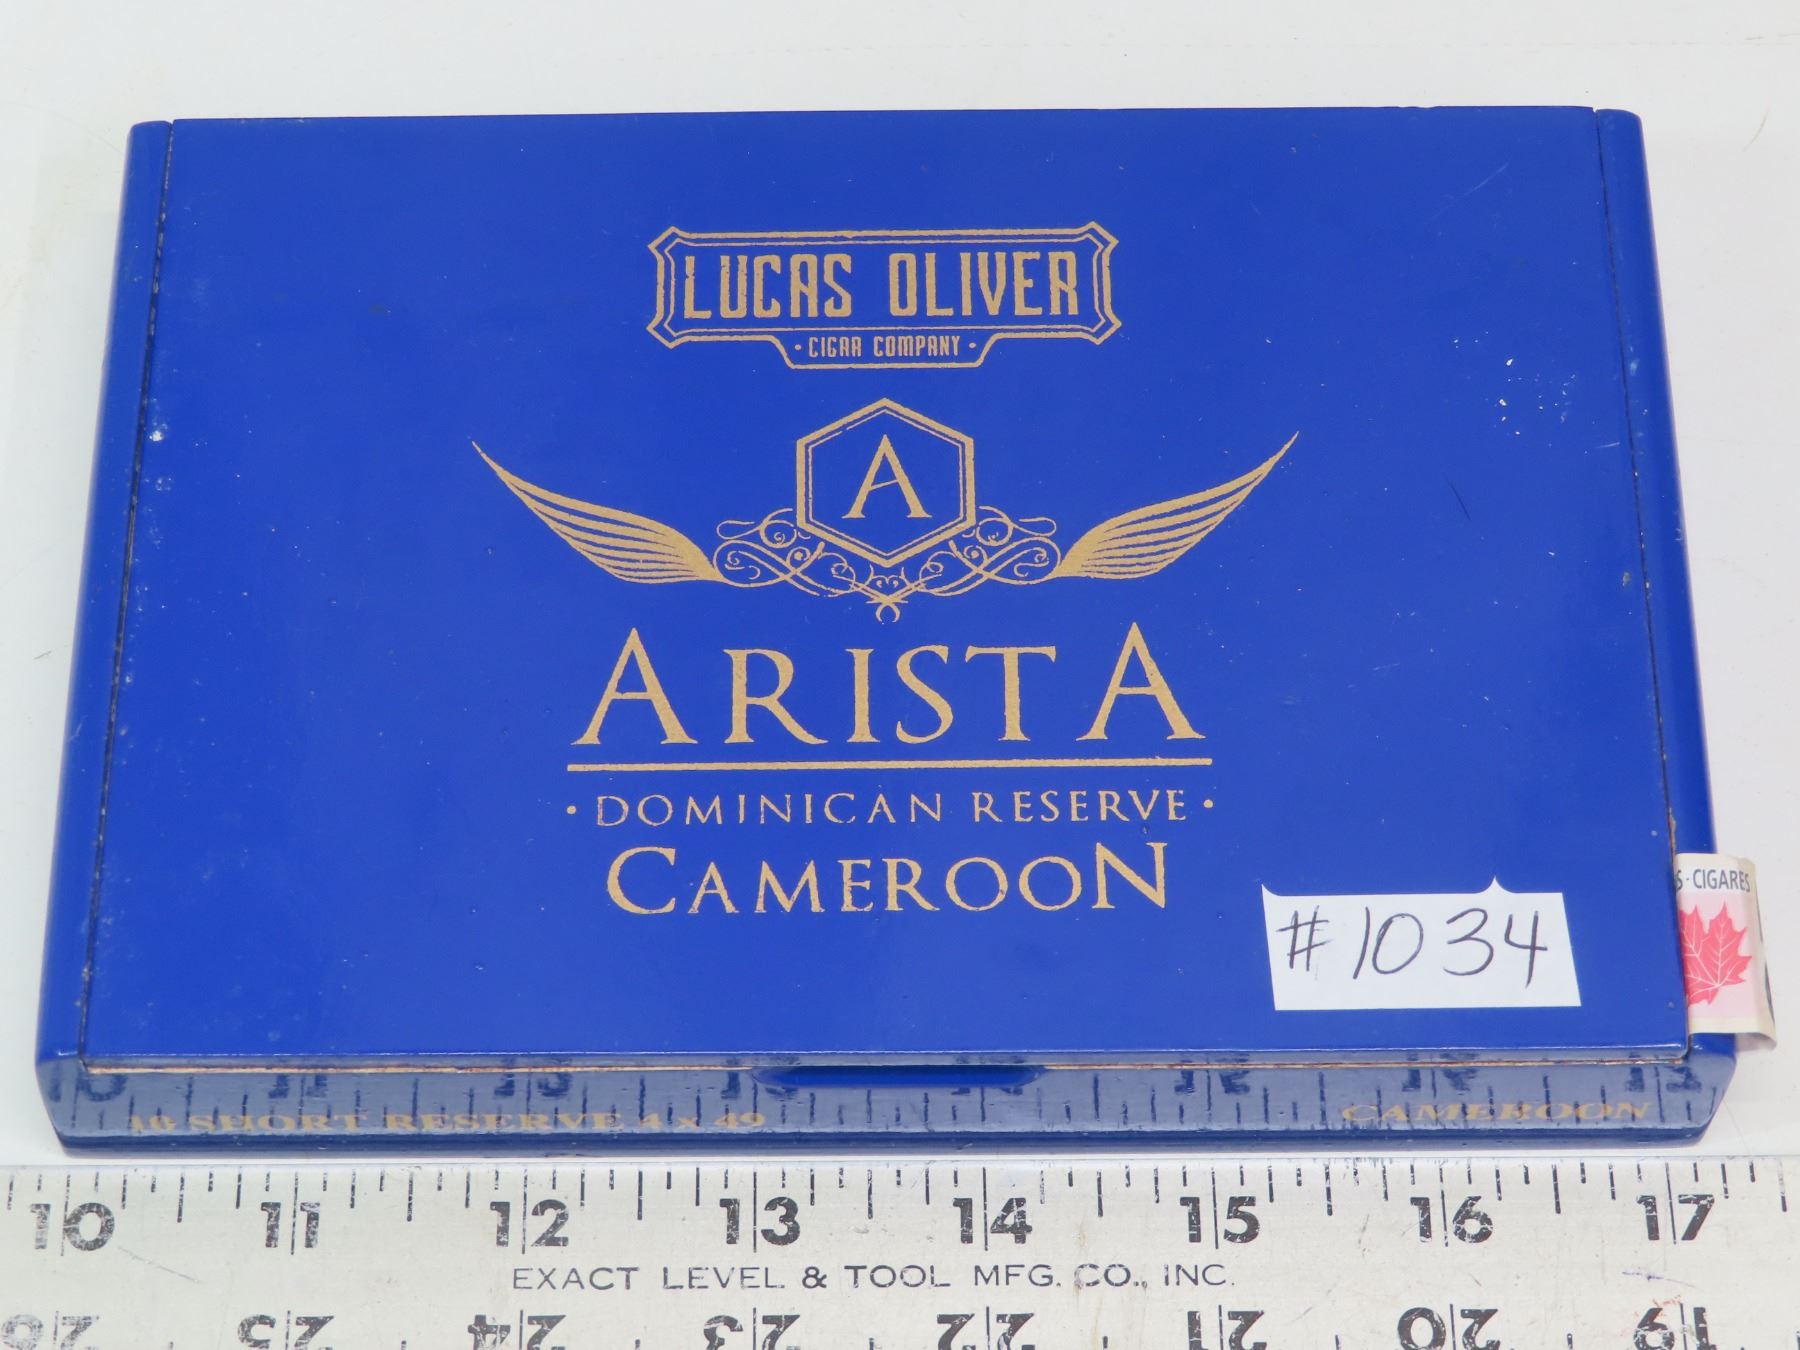 LUCAS OLIVER
· CIGAR COMPANY ·
A
ARISTA
· DOMINICAN RESERVE ·
CAMEROON
#1034
S · CIGARES
10 SHORT RESERVE 4 x 49
CAMEROON
10 11 12 13 14 15 16 17
EXACT LEVEL & TOOL MFG. CO., INC.
26 25 24 23 22 21 20 19